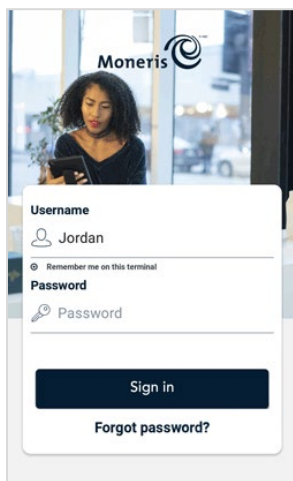 Moneris
Username
Jordan
Remember me on this terminal
Password
Password
Sign in
Forgot password?